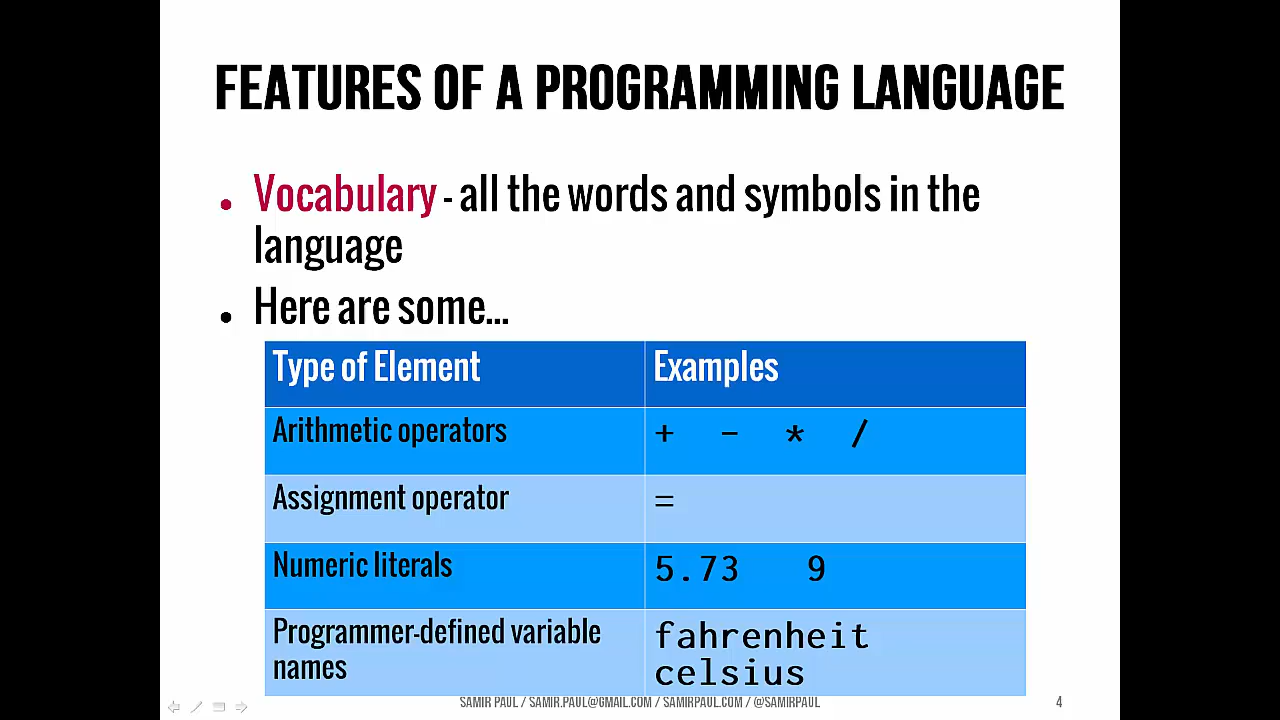 FEATURES OF A PROGRAMMING LANGUAGE
• Vocabulary - all the words and symbols in the
language
• Here are some...
Type of Element Examples
Arithmetic operators + - * /
Assignment operator =
Numeric literals 5.73 9
Programmer-defined variable
names
fahrenheit
celsius
SAMIR PAUL / SAMIR.PAUL@GMAIL.COM / SAMIRPAUL.COM / @SAMIRPAUL 4